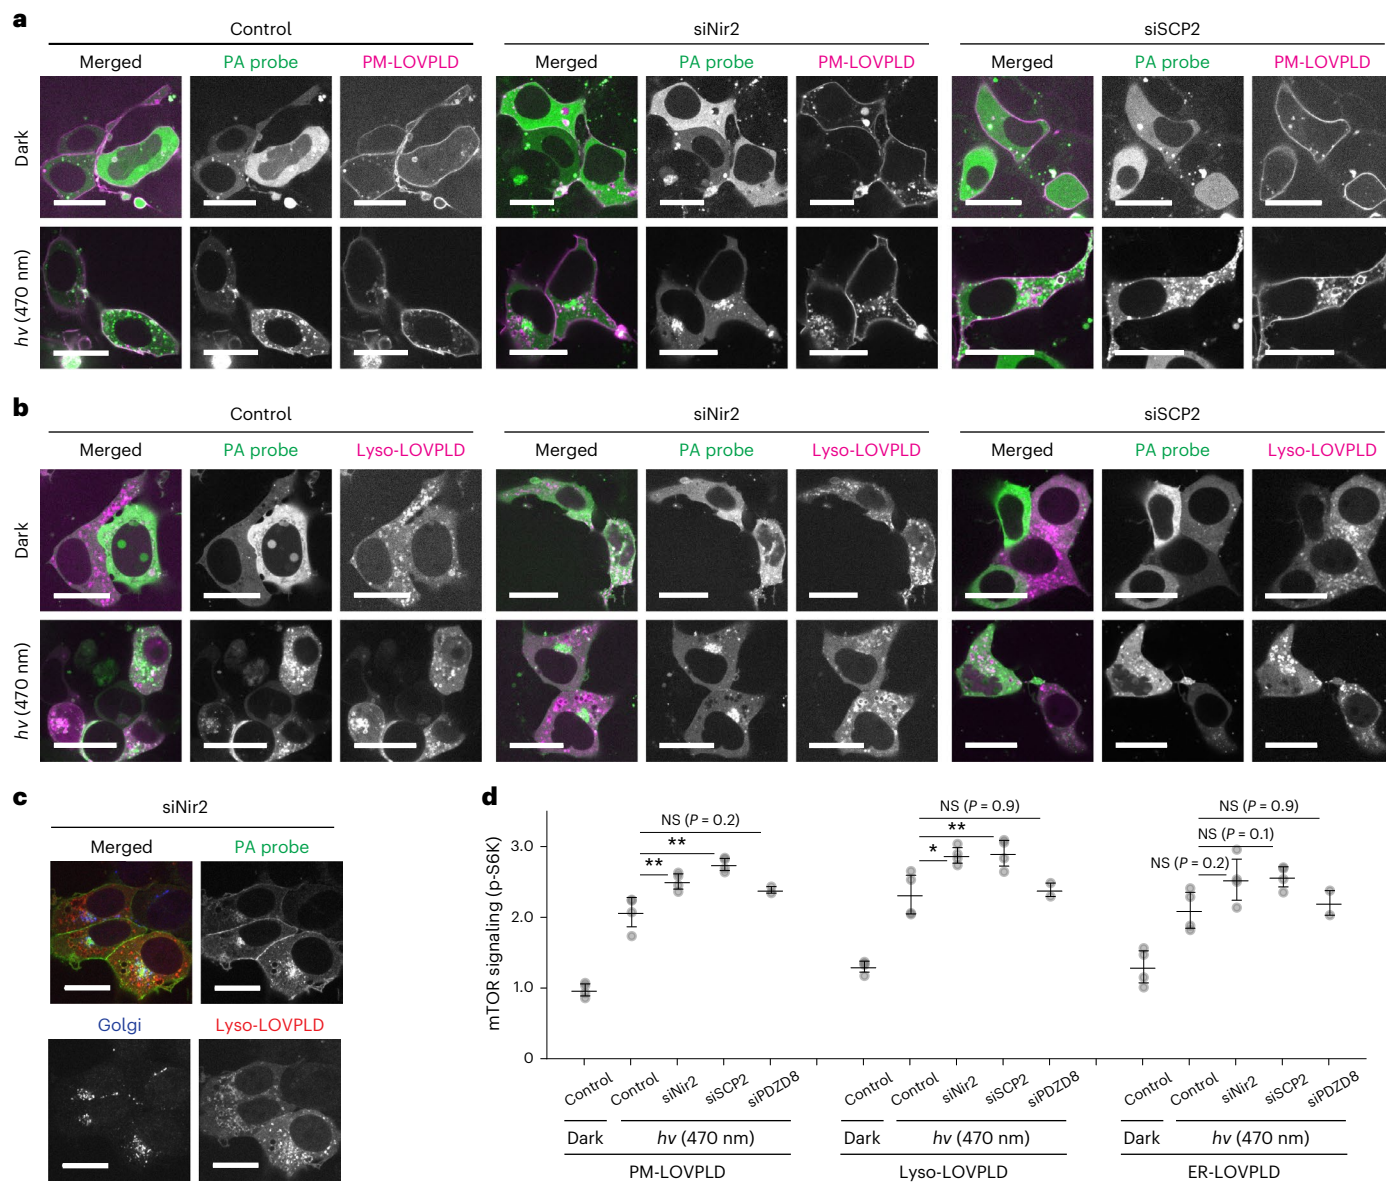 a
Control
siNir2
siSCP2
Merged PA probe PM-LOVPLD Merged PA probe PM-LOVPLD Merged PA probe PM-LOVPLD
Dark
hv (470 nm)
b
Control
siNir2
siSCP2
Merged PA probe Lyso-LOVPLD Merged PA probe Lyso-LOVPLD Merged PA probe Lyso-LOVPLD
Dark
hv (470 nm)
c
siNir2
Merged PA probe
Golgi Lyso-LOVPLD
d
mTOR signaling (p-S6K)
3.0
2.0
1.0
0
NS (P = 0.2)
**
**
NS (P = 0.9)
**
*
NS (P = 0.9)
NS (P = 0.1)
NS (P = 0.2)
Control Control siNir2 siSCP2 siPDZD8 Control Control siNir2 siSCP2 siPDZD8 Control Control siNir2 siSCP2 siPDZD8
Dark hv (470 nm) Dark hv (470 nm) Dark hv (470 nm)
PM-LOVPLD Lyso-LOVPLD ER-LOVPLD